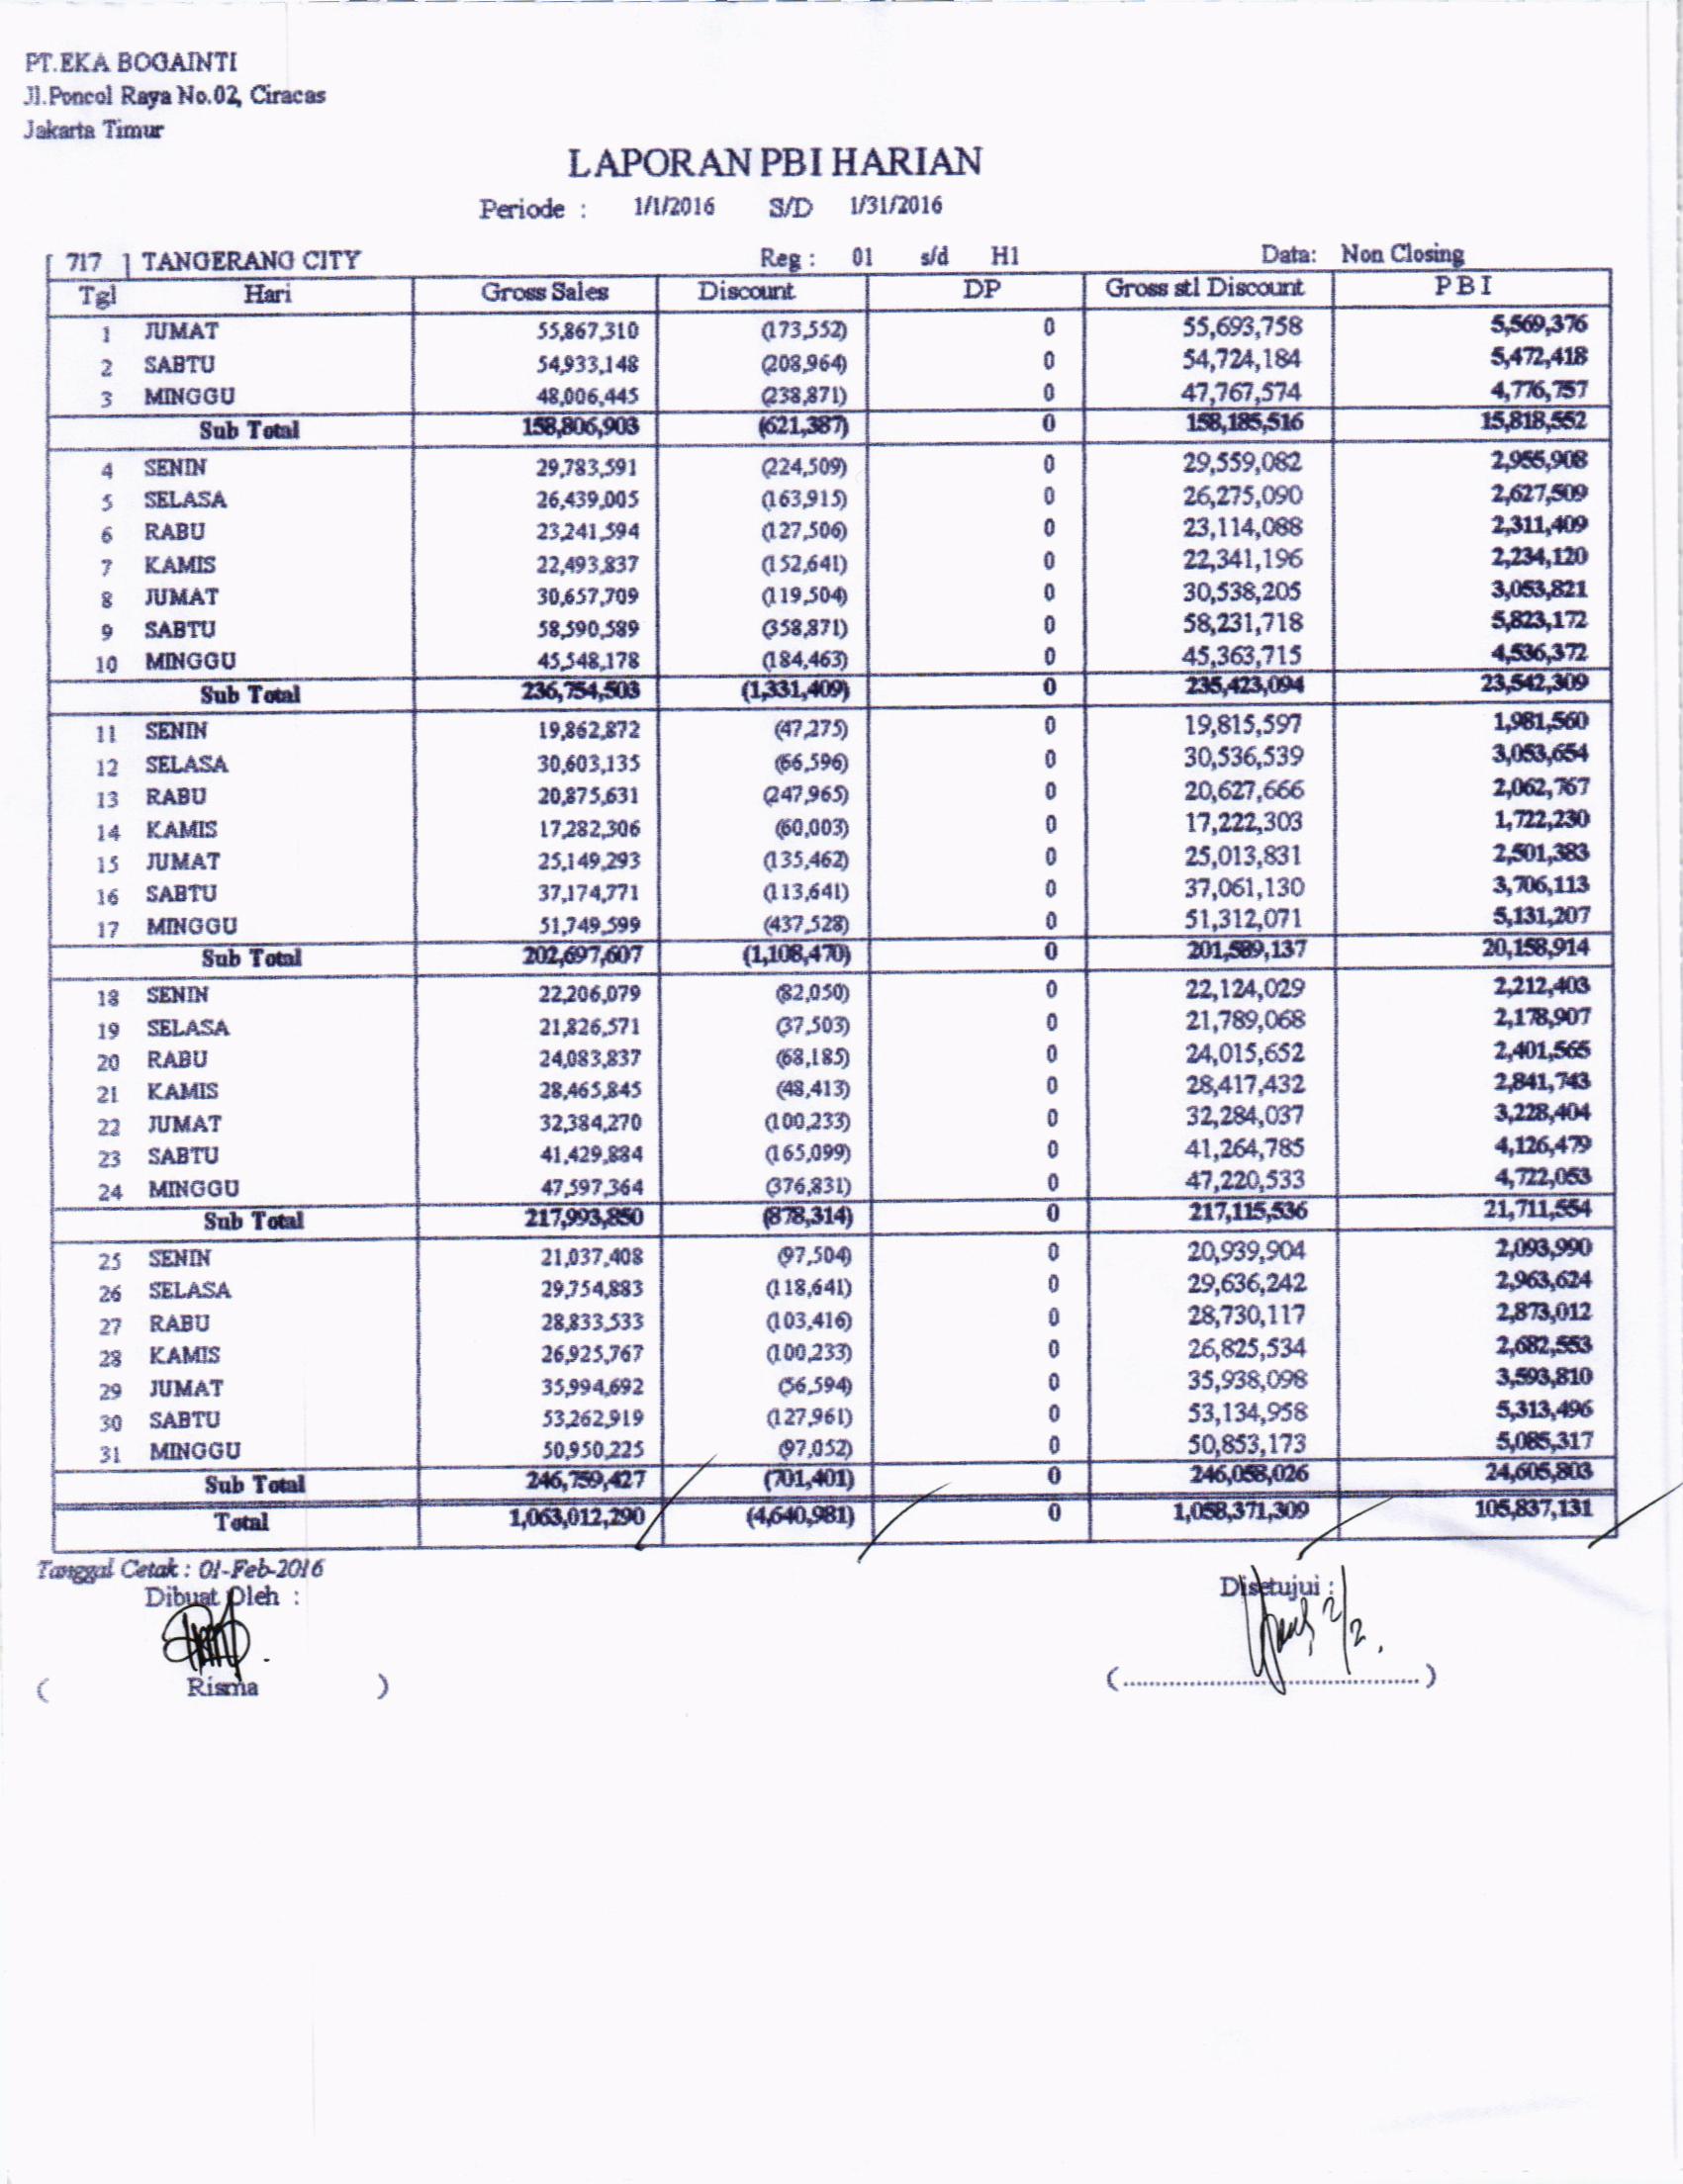 PT.EKA BOGAINTI
Jl.Poncol Raya No.02, Ciracas
Jakarta Timur
LAPORAN PBI HARIAN
Periode : 1/1/2016 S/D 1/31/2016
[ 717 ] TANGERANG CITY Reg : 01 s/d H1 Data: Non Closing
Tgl Hari Gross Sales Discount DP Gross stl Discount PBI
1 JUMAT 55,867,310 (173,552) 0 55,693,758 5,569,376
2 SABTU 54,933,148 (208,964) 0 54,724,184 5,472,418
3 MINGGU 48,006,445 (238,871) 0 47,767,574 4,776,757
Sub Total 158,806,903 (621,387) 0 158,185,516 15,818,552
4 SENIN 29,783,591 (224,509) 0 29,559,082 2,955,908
5 SELASA 26,439,005 (163,915) 0 26,275,090 2,627,509
6 RABU 23,241,594 (127,506) 0 23,114,088 2,311,409
7 KAMIS 22,493,837 (152,641) 0 22,341,196 2,234,120
8 JUMAT 30,657,709 (119,504) 0 30,538,205 3,053,821
9 SABTU 58,590,589 (358,871) 0 58,231,718 5,823,172
10 MINGGU 45,548,178 (184,463) 0 45,363,715 4,536,372
Sub Total 236,754,503 (1,331,409) 0 235,423,094 23,542,309
11 SENIN 19,862,872 (47,275) 0 19,815,597 1,981,560
12 SELASA 30,603,135 (66,596) 0 30,536,539 3,053,654
13 RABU 20,875,631 (247,965) 0 20,627,666 2,062,767
14 KAMIS 17,282,306 (60,003) 0 17,222,303 1,722,230
15 JUMAT 25,149,293 (135,462) 0 25,013,831 2,501,383
16 SABTU 37,174,771 (113,641) 0 37,061,130 3,706,113
17 MINGGU 51,749,599 (437,528) 0 51,312,071 5,131,207
Sub Total 202,697,607 (1,108,470) 0 201,589,137 20,158,914
18 SENIN 22,206,079 (82,050) 0 22,124,029 2,212,403
19 SELASA 21,826,571 (37,503) 0 21,789,068 2,178,907
20 RABU 24,083,837 (68,185) 0 24,015,652 2,401,565
21 KAMIS 28,465,845 (48,413) 0 28,417,432 2,841,743
22 JUMAT 32,384,270 (100,233) 0 32,284,037 3,228,404
23 SABTU 41,429,884 (165,099) 0 41,264,785 4,126,479
24 MINGGU 47,597,364 (376,831) 0 47,220,533 4,722,053
Sub Total 217,993,850 (878,314) 0 217,115,536 21,711,554
25 SENIN 21,037,408 (97,504) 0 20,939,904 2,093,990
26 SELASA 29,754,883 (118,641) 0 29,636,242 2,963,624
27 RABU 28,833,533 (103,416) 0 28,730,117 2,873,012
28 KAMIS 26,925,767 (100,233) 0 26,825,534 2,682,553
29 JUMAT 35,994,692 (56,594) 0 35,938,098 3,593,810
30 SABTU 53,262,919 (127,961) 0 53,134,958 5,313,496
31 MINGGU 50,950,225 (97,052) 0 50,853,173 5,085,317
Sub Total 246,759,427 (701,401) 0 246,058,026 24,605,803
Total 1,063,012,290 (4,640,981) 0 1,058,371,309 105,837,131
Tanggal Cetak : 01-Feb-2016
Dibuat Oleh : Disetujui :
2/2
( Risma ) (........................................)